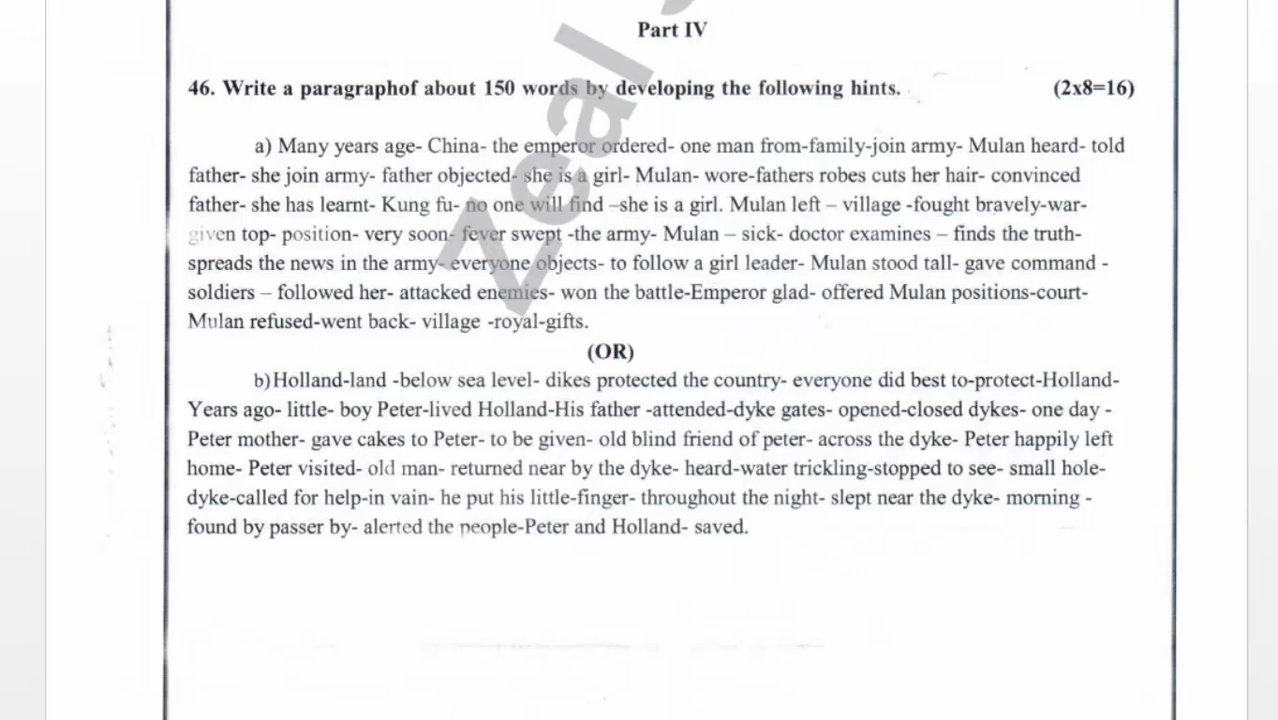 Part IV
46. Write a paragraphof about 150 words by developing the following hints. (2x8=16)
a) Many years age- China- the emperor ordered- one man from-family-join army- Mulan heard- told
father- she join army- father objected- she is a girl- Mulan- wore-fathers robes cuts her hair- convinced
father- she has learnt- Kung fu- no one will find –she is a girl. Mulan left – village -fought bravely-war-
given top- position- very soon- fever swept -the army- Mulan – sick- doctor examines – finds the truth-
spreads the news in the army- everyone objects- to follow a girl leader- Mulan stood tall- gave command -
soldiers – followed her- attacked enemies- won the battle-Emperor glad- offered Mulan positions-court-
Mulan refused-went back- village -royal-gifts.
(OR)
b)Holland-land -below sea level- dikes protected the country- everyone did best to-protect-Holland-
Years ago- little- boy Peter-lived Holland-His father -attended-dyke gates- opened-closed dykes- one day -
Peter mother- gave cakes to Peter- to be given- old blind friend of peter- across the dyke- Peter happily left
home- Peter visited- old man- returned near by the dyke- heard-water trickling-stopped to see- small hole-
dyke-called for help-in vain- he put his little-finger- throughout the night- slept near the dyke- morning -
found by passer by- alerted the people-Peter and Holland- saved.
Zeal